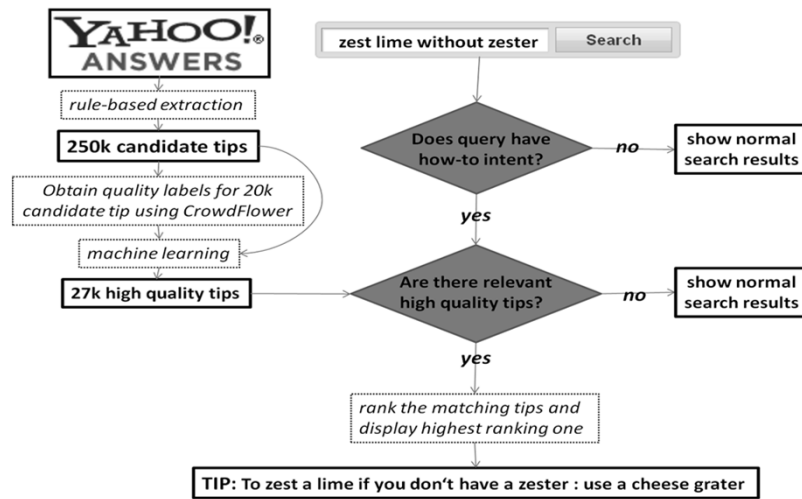 YAHOO!®
ANSWERS
rule-based extraction
250k candidate tips
Obtain quality labels for 20k
candidate tip using CrowdFlower
machine learning
27k high quality tips
zest lime without zester
Search
Does query have
how-to intent?
no
show normal
search results
yes
Are there relevant
high quality tips?
no
show normal
search results
yes
rank the matching tips and
display highest ranking one
TIP: To zest a lime if you don't have a zester : use a cheese grater